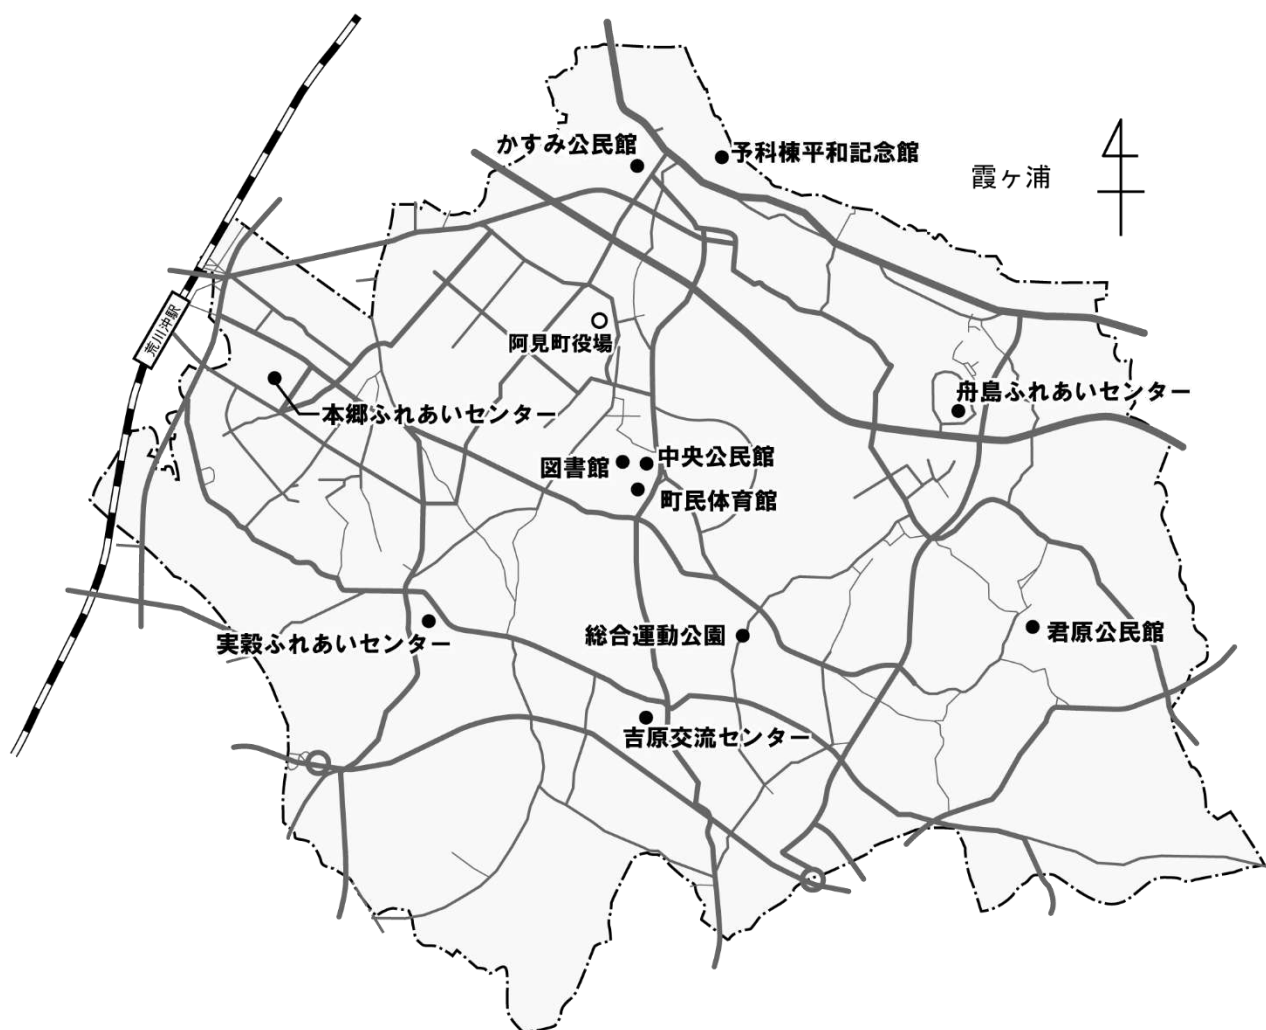 かすみ公民館
予科棟平和記念館
霞ヶ浦
荒川沖駅
阿見町役場
舟島ふれあいセンター
本郷ふれあいセンター
図書館
中央公民館
町民体育館
実穀ふれあいセンター
総合運動公園
君原公民館
吉原交流センター